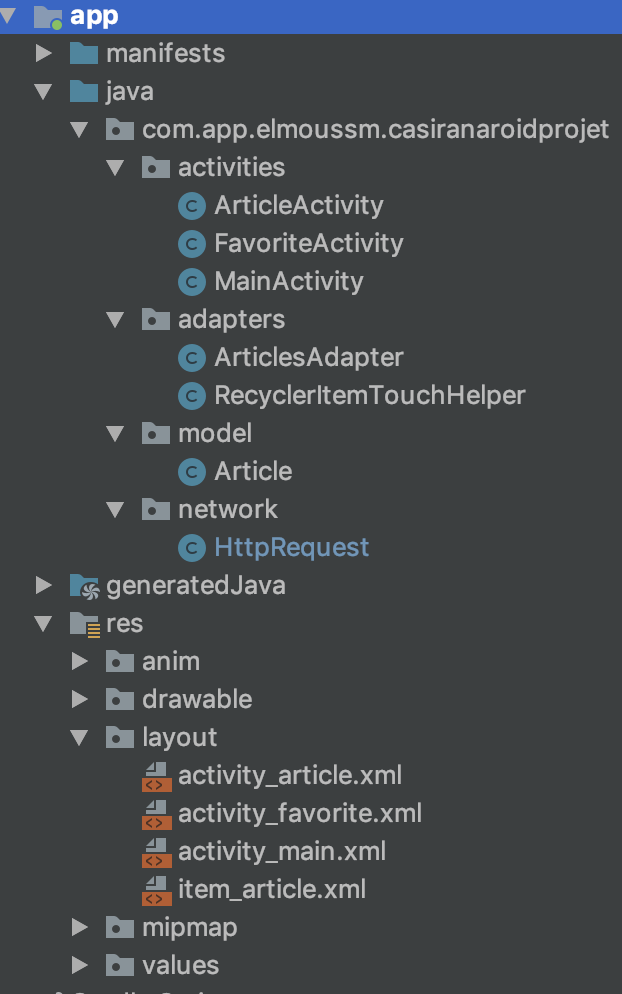 app
manifests
java
com.app.elmoussm.casiranaroidprojet
activities
C ArticleActivity
C FavoriteActivity
C MainActivity
adapters
C ArticlesAdapter
C RecyclerItemTouchHelper
model
C Article
network
C HttpRequest
generatedJava
res
anim
drawable
layout
<> activity_article.xml
<> activity_favorite.xml
<> activity_main.xml
<> item_article.xml
mipmap
values